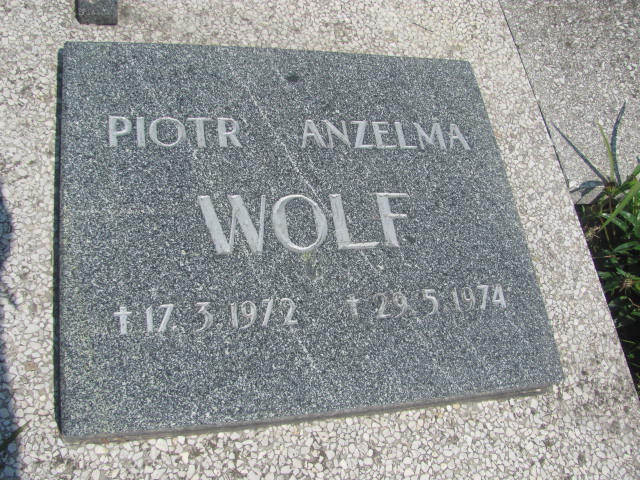 PIOTR ANZELMA
WOLF
† 17. 3. 1972 † 29. 5. 1974